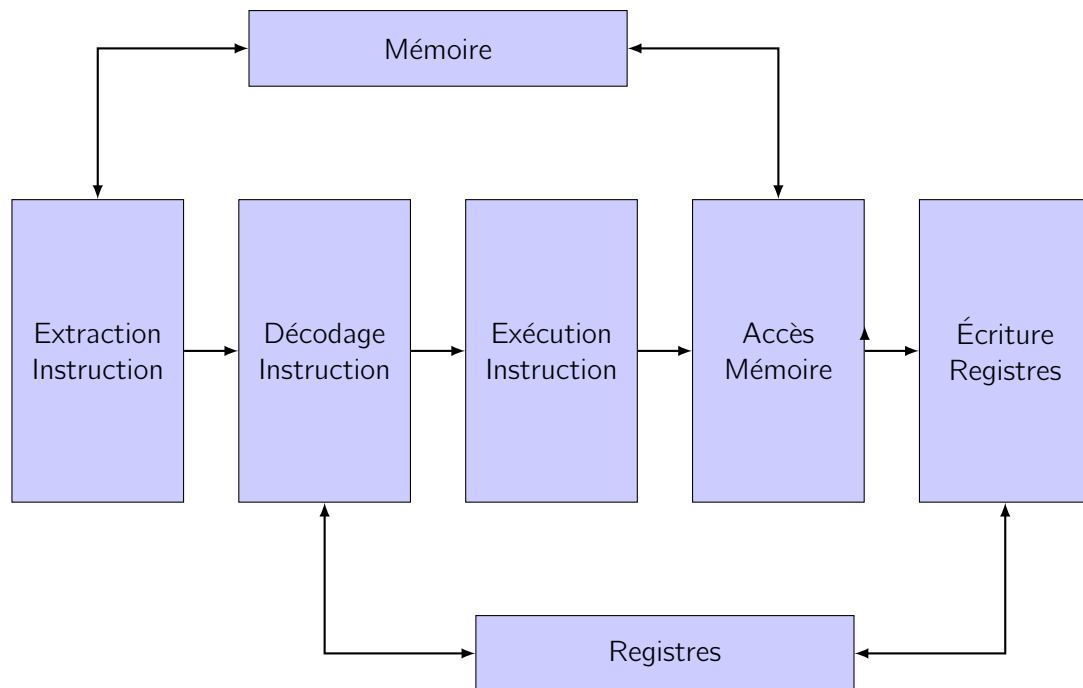 Mémoire
Extraction
Instruction
Décodage
Instruction
Exécution
Instruction
Accès
Mémoire
Écriture
Registres
Registres